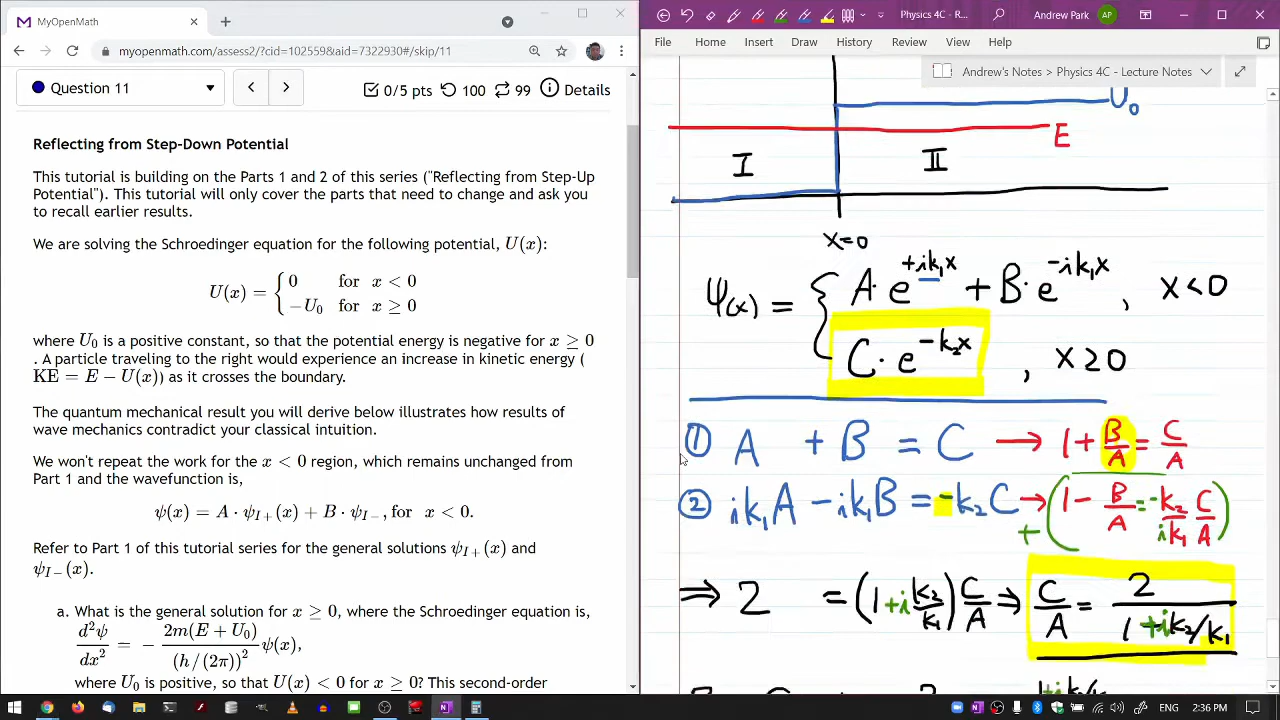 MyOpenMath
myopenmath.com/assess2/?cid=102559&aid=7322930#/skip/11
Question 11
0/5 pts 100 99 Details
Reflecting from Step-Down Potential
This tutorial is building on the Parts 1 and 2 of this series ("Reflecting from Step-Up
Potential"). This tutorial will only cover the parts that need to change and ask you
to recall earlier results.
We are solving the Schroedinger equation for the following potential, U(x):
U(x) = { 0 for x < 0
−U₀ for x ≥ 0
where U₀ is a positive constant, so that the potential energy is negative for x ≥ 0
. A particle traveling to the right would experience an increase in kinetic energy (
KE = E − U(x)) as it crosses the boundary.
The quantum mechanical result you will derive below illustrates how results of
wave mechanics contradict your classical intuition.
We won't repeat the work for the x < 0 region, which remains unchanged from
Part 1 and the wavefunction is,
ψ(x) = A · ψ_I+(x) + B · ψ_I−, for x < 0.
Refer to Part 1 of this tutorial series for the general solutions ψ_I+(x) and
ψ_I−(x).
a. What is the general solution for x ≥ 0, where the Schroedinger equation is,
d²ψ/dx² = − 2m(E + U₀)/(h/(2π))² ψ(x),
where U₀ is positive, so that U(x) < 0 for x ≥ 0? This second-order
Physics 4C - R... Andrew Park AP
File Home Insert Draw History Review View Help
Andrew's Notes > Physics 4C - Lecture Notes
U₀
E
I II
x=0
ψ(x) = { A·e^(+ik₁x) + B·e^(-ik₁x) , x<0
C·e^(-k₂x) , x≥0
① A + B = C → 1 + B/A = C/A
② ik₁A − ik₁B = −k₂C → + (1 − B/A = −k₂/ik₁ C/A)
⇒ 2 = (1 +i k₂/k₁) C/A ⇒ C/A = 2/(1 +ik₂/k₁)
2:36 PM